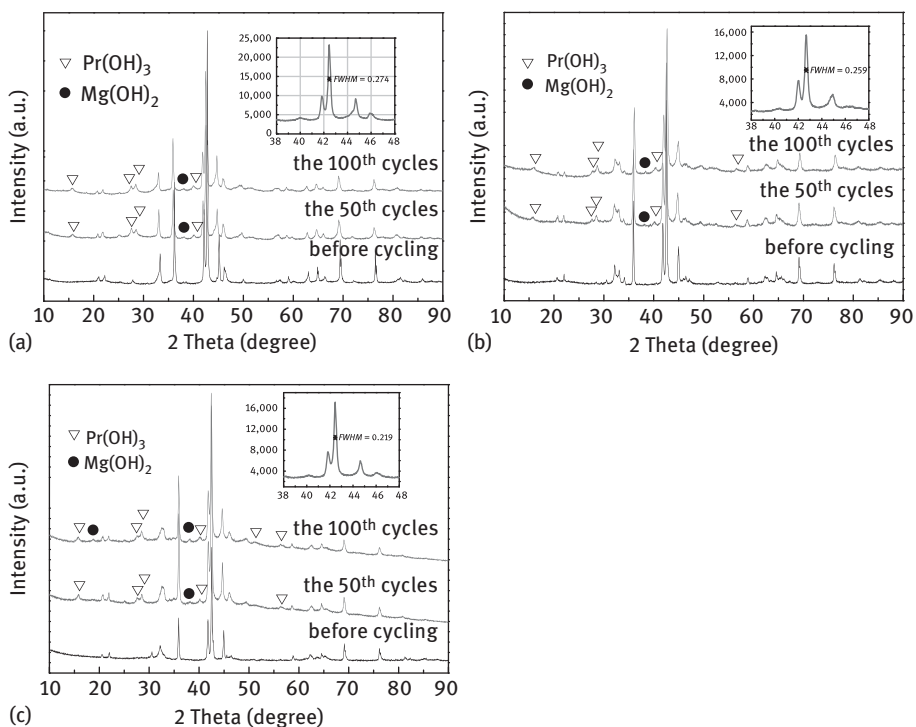 25,000
20,000
15,000
10,000
5,000
0
FWHM = 0.274
38 40 42 44 46 48
Pr(OH)₃
Mg(OH)₂
the 100th cycles
the 50th cycles
before cycling
Intensity (a.u.)
10 20 30 40 50 60 70 80 90
2 Theta (degree)
(a)
16,000
12,000
8,000
4,000
FWHM = 0.259
38 40 42 44 46 48
Pr(OH)₃
Mg(OH)₂
the 100th cycles
the 50th cycles
before cycling
Intensity (a.u.)
10 20 30 40 50 60 70 80 90
2 Theta (degree)
(b)
16,000
12,000
8,000
4,000
FWHM = 0.219
38 40 42 44 46 48
Pr(OH)₃
Mg(OH)₂
the 100th cycles
the 50th cycles
before cycling
Intensity (a.u.)
10 20 30 40 50 60 70 80 90
2 Theta (degree)
(c)